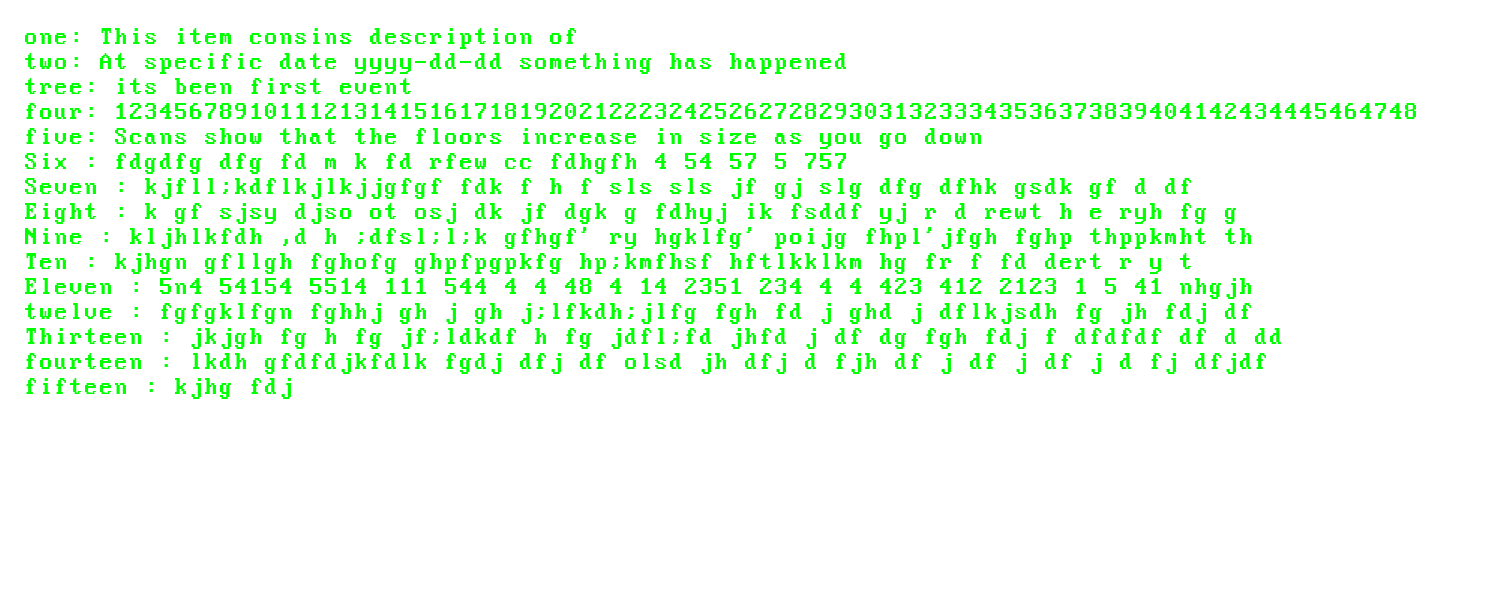 one: This item consins description of
two: At specific date yyyy-dd-dd something has happened
tree: its been first event
four: 123456789101112131415161718192021222324252627282930313233343536373839404142434445464748
five: Scans show that the floors increase in size as you go down
Six : fdgdfg dfg fd m k fd rfew cc fdhgfh 4 54 57 5 757
Seven : kjfll;kdflkjlkjjgfgf fdk f h f sls sls jf gj slg dfg dfhk gsdk gf d df
Eight : k gf sjsy djso ot osj dk jf dgk g fdhyj ik fsddf yj r d rewt h e ryh fg g
Nine : kljhlkfdh ,d h ;dfsl;l;k gfhgf' ry hgklfg' poijg fhpl'jfgh fghp thppkmht th
Ten : kjhgn gfllgh fghofg ghpfpgpkfg hp;kmfhsf hftlkklkm hg fr f fd dert r y t
Eleven : 5n4 54154 5514 111 544 4 4 48 4 14 2351 234 4 4 423 412 2123 1 5 41 nhgjh
twelve : fgfgklfgn fghhj gh j gh j;lfkdh;jlfg fgh fd j ghd j dflkjsdh fg jh fdj df
Thirteen : jkjgh fg h fg jf;ldkdf h fg jdfl;fd jhfd j df dg fgh fdj f dfdfdf df d dd
fourteen : lkdh gfdfdjkfdlk fgdj dfj df olsd jh dfj d fjh df j df j df j d fj dfjdf
fifteen : kjhg fdj